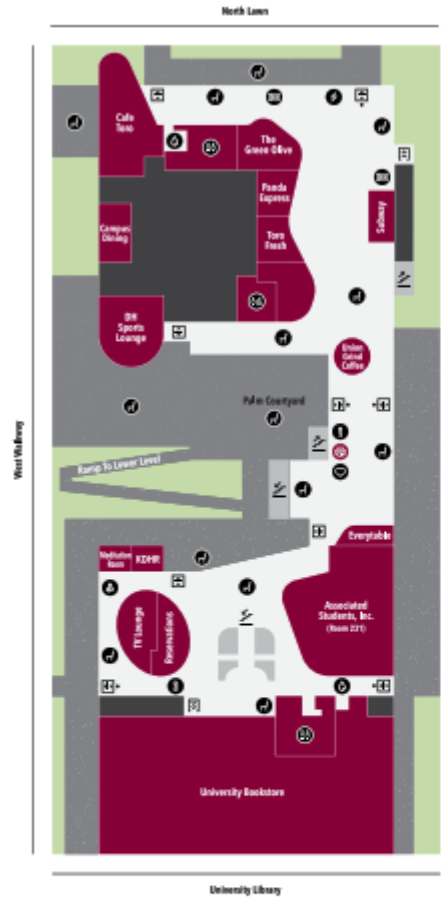 North Lawn
Cafe
Toro
The
Green Olive
Panda
Express
Subway
Campus
Dining
Toro
Fresh
DH
Sports
Lounge
Union
Grind
Coffee
Palm Courtyard
West Walkway
Ramp To Lower Level
Everytable
Meditation
Room
KDHR
TV Lounge
Reservations
Associated
Students, Inc.
(Room 231)
University Bookstore
University Library